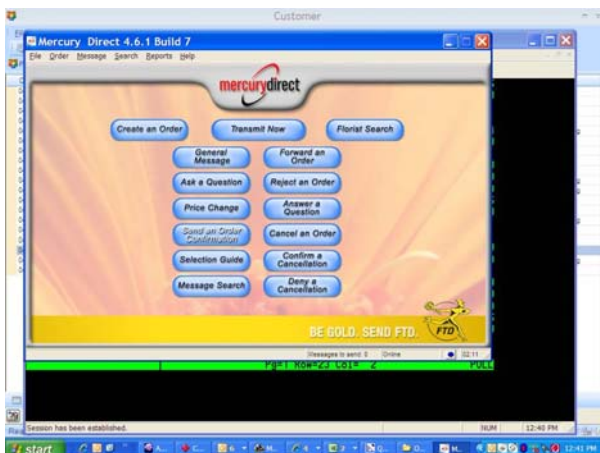 Customer
Mercury Direct 4.6.1 Build 7
File Order Message Search Reports Help
mercurydirect
Create an Order Transmit Now Florist Search
General Message
Forward an Order
Ask a Question
Reject an Order
Price Change
Answer a Question
Send an Order Confirmation
Cancel an Order
Selection Guide
Confirm a Cancellation
Message Search
Deny a Cancellation
BE GOLD. SEND FTD.
FTD
Messages to send 0 Online 02:11
Pg=1 Row=23 Col= 2 FULL
Session has been established. NUM 12:40 PM
start 12:41 PM